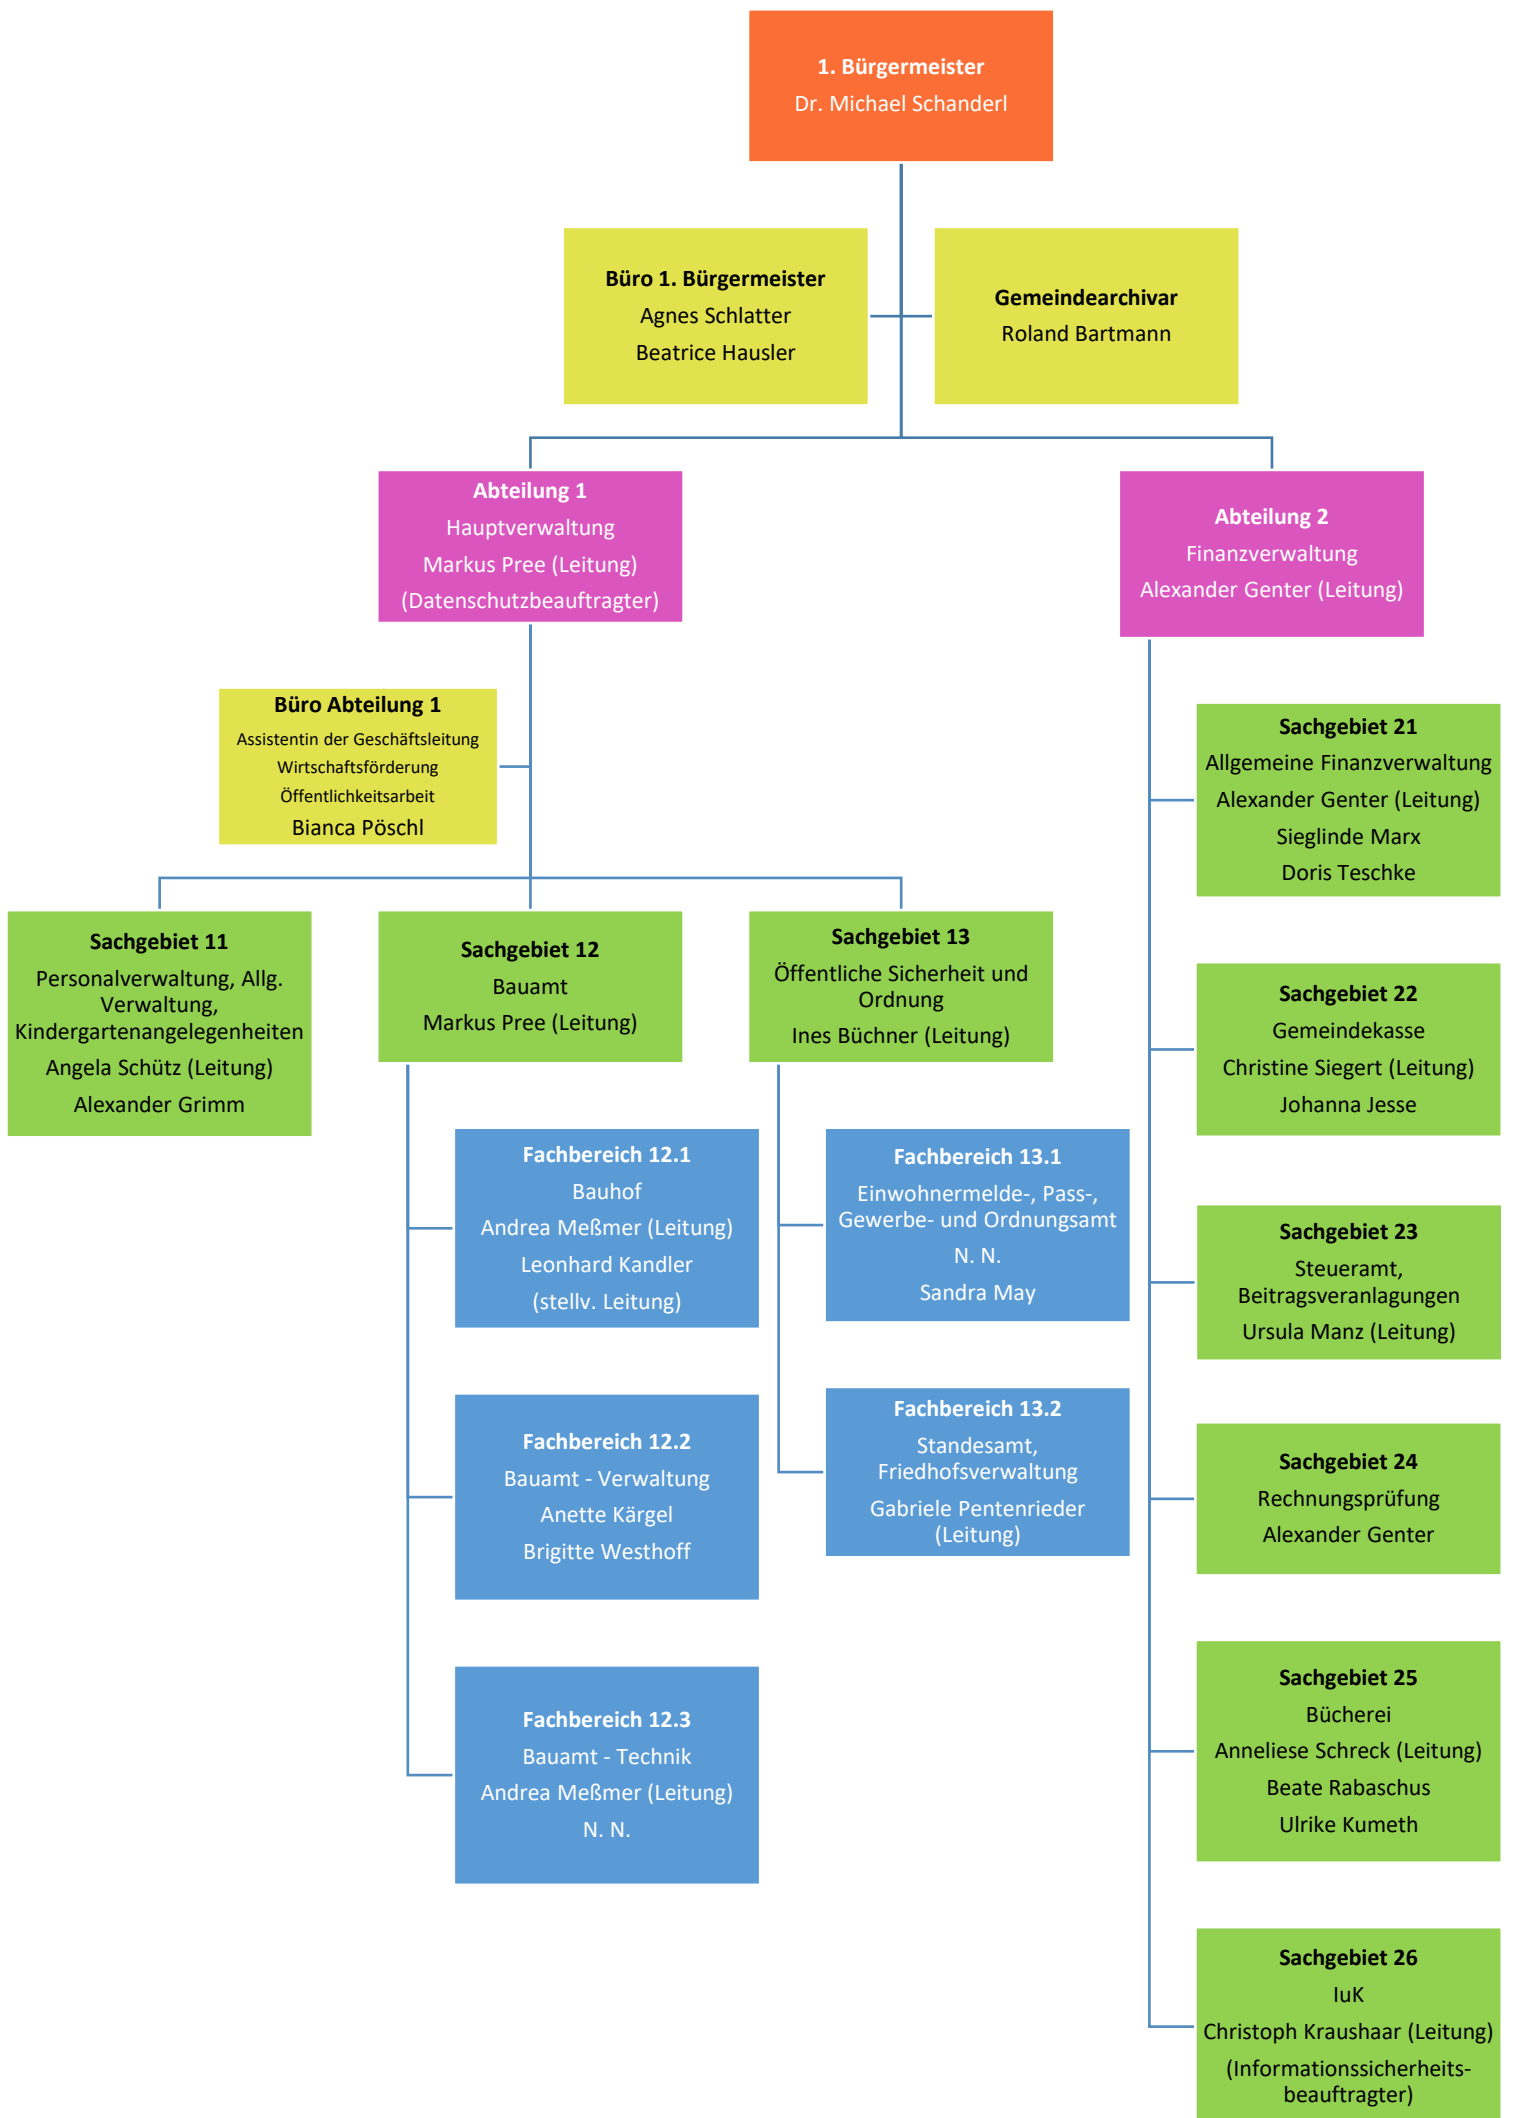 1. Bürgermeister
Dr. Michael Schanderl
Büro 1. Bürgermeister
Agnes Schlatter
Beatrice Hausler
Gemeindearchivar
Roland Bartmann
Abteilung 1
Hauptverwaltung
Markus Pree (Leitung)
(Datenschutzbeauftragter)
Abteilung 2
Finanzverwaltung
Alexander Genter (Leitung)
Büro Abteilung 1
Assistentin der Geschäftsleitung
Wirtschaftsförderung
Öffentlichkeitsarbeit
Bianca Pöschl
Sachgebiet 11
Personalverwaltung, Allg.
Verwaltung,
Kindergartenangelegenheiten
Angela Schütz (Leitung)
Alexander Grimm
Sachgebiet 12
Bauamt
Markus Pree (Leitung)
Fachbereich 12.1
Bauhof
Andrea Meßmer (Leitung)
Leonhard Kandler
(stellv. Leitung)
Fachbereich 12.2
Bauamt - Verwaltung
Anette Kärgel
Brigitte Westhoff
Fachbereich 12.3
Bauamt - Technik
Andrea Meßmer (Leitung)
N. N.
Sachgebiet 13
Öffentliche Sicherheit und
Ordnung
Ines Büchner (Leitung)
Fachbereich 13.1
Einwohnermelde-, Pass-,
Gewerbe- und Ordnungsamt
N. N.
Sandra May
Fachbereich 13.2
Standesamt,
Friedhofsverwaltung
Gabriele Pentenrieder
(Leitung)
Sachgebiet 21
Allgemeine Finanzverwaltung
Alexander Genter (Leitung)
Sieglinde Marx
Doris Teschke
Sachgebiet 22
Gemeindekasse
Christine Siegert (Leitung)
Johanna Jesse
Sachgebiet 23
Steueramt,
Beitragsveranlagungen
Ursula Manz (Leitung)
Sachgebiet 24
Rechnungsprüfung
Alexander Genter
Sachgebiet 25
Bücherei
Anneliese Schreck (Leitung)
Beate Rabaschus
Ulrike Kumeth
Sachgebiet 26
IuK
Christoph Kraushaar (Leitung)
(Informationssicherheits-
beauftragter)